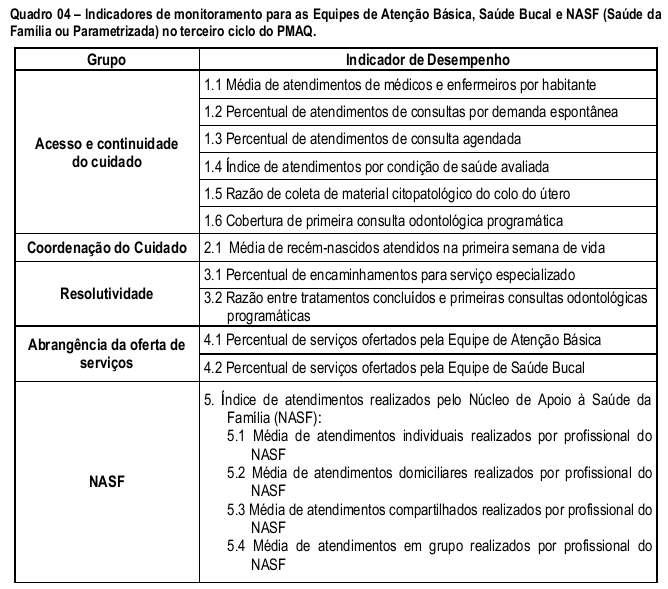 Quadro 04 – Indicadores de monitoramento para as Equipes de Atenção Básica, Saúde Bucal e NASF (Saúde da
Família ou Parametrizada) no terceiro ciclo do PMAQ.
Grupo
Indicador de Desempenho
Acesso e continuidade
do cuidado
1.1 Média de atendimentos de médicos e enfermeiros por habitante
1.2 Percentual de atendimentos de consultas por demanda espontânea
1.3 Percentual de atendimentos de consulta agendada
1.4 Índice de atendimentos por condição de saúde avaliada
1.5 Razão de coleta de material citopatológico do colo do útero
1.6 Cobertura de primeira consulta odontológica programática
Coordenação do Cuidado
2.1 Média de recém-nascidos atendidos na primeira semana de vida
Resolutividade
3.1 Percentual de encaminhamentos para serviço especializado
3.2 Razão entre tratamentos concluídos e primeiras consultas odontológicas
programáticas
Abrangência da oferta de
serviços
4.1 Percentual de serviços ofertados pela Equipe de Atenção Básica
4.2 Percentual de serviços ofertados pela Equipe de Saúde Bucal
NASF
5. Índice de atendimentos realizados pelo Núcleo de Apoio à Saúde da
Família (NASF):
5.1 Média de atendimentos individuais realizados por profissional do
NASF
5.2 Média de atendimentos domiciliares realizados por profissional do
NASF
5.3 Média de atendimentos compartilhados realizados por profissional do
NASF
5.4 Média de atendimentos em grupo realizados por profissional do
NASF